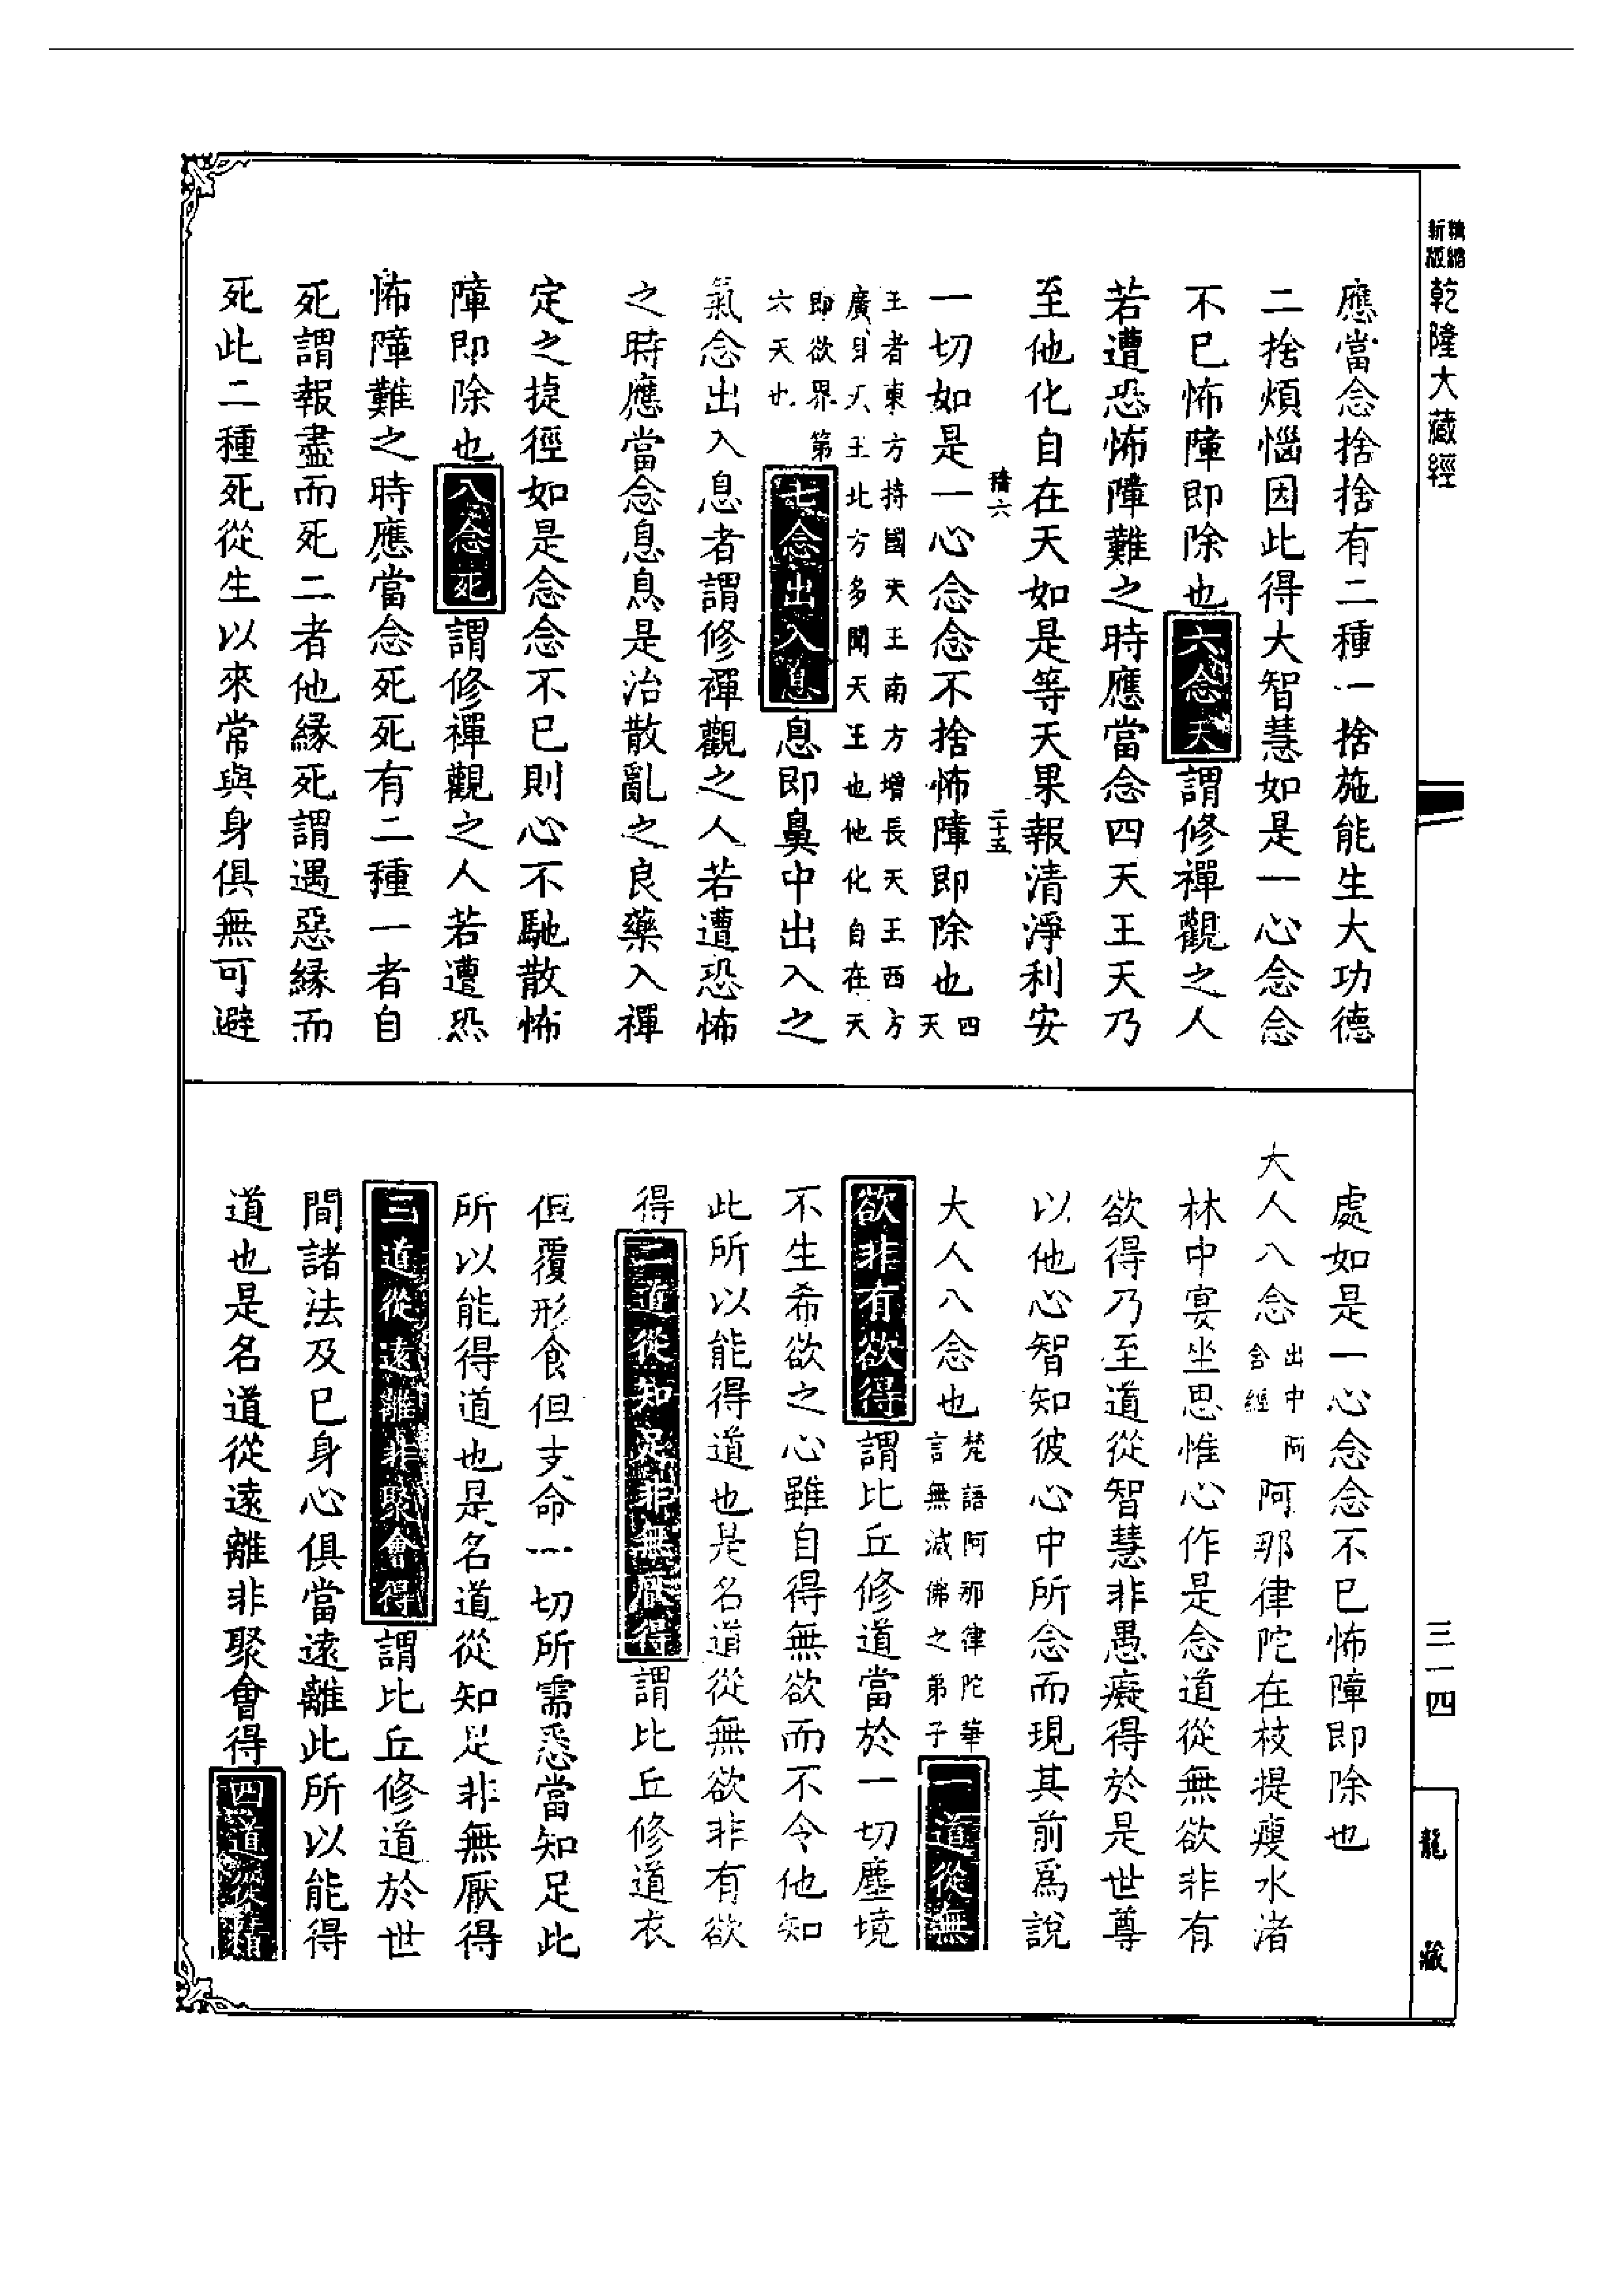 精縮新版乾隆大藏經
應當念捨捨有二種一捨施能生大功德
二捨煩惱因此得大智慧如是一心念念
不已怖障即除也六念天謂修禪觀之人
若遭恐怖障難之時應當念四天王天乃
至他化自在天如是等天果報清淨利安
二十五
一切如是一心念念不捨怖障即除也四天
王者東方持國天王南方增長天王西方
廣目天王北方多聞天王也他化自在天
即欲界第
六天也
七念出入息息即鼻中出入之
氣念出入息者謂修禪觀之人若遭恐怖
之時應當念息息是治散亂之良藥入禪
定之捷徑如是念念不已則心不馳散怖
障即除也八念死謂修禪觀之人若遭恐
怖障難之時應當念死死有二種一者自
死謂報盡而死二者他緣死謂遇惡緣而
死此二種死從生以來常與身俱無可避
處如是一心念念不已怖障即除也
大人八念出中阿含經阿那律陀在枝提瘦水渚
林中宴坐思惟心作是念道從無欲非有
欲得乃至道從智慧非愚癡得於是世尊
以他心智知彼心中所念而現其前爲說
大人八念也梵語阿那律陀華言無滅佛之弟子一道從無
欲非有欲得謂比丘修道當於一切塵境
不生希欲之心雖自得無欲而不令他知
此所以能得道也是名道從無欲非有欲
得二道從知足非無厭得謂比丘修道衣
但覆形食但支命一切所需悉當知足此
所以能得道也是名道從知足非無厭得
三道從遠離非聚會得謂比丘修道於世
間諸法及已身心俱當遠離此所以能得
道也是名道從遠離非聚會得四道從精
三一四
龍藏